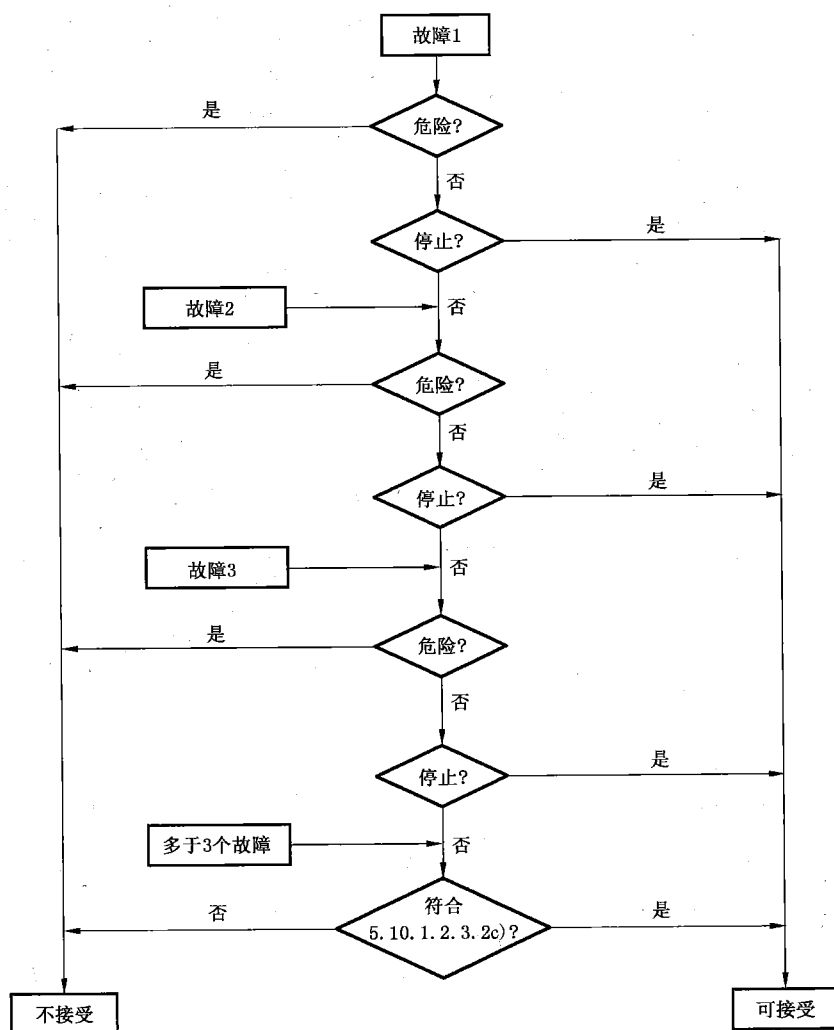 故障1
是
危险?
否
停止?
是
故障2
否
是
危险?
否
停止?
是
故障3
否
是
危险?
否
停止?
是
多于3个故障
否
否
符合
5.10.1.2.3.2c)?
是
不接受
可接受